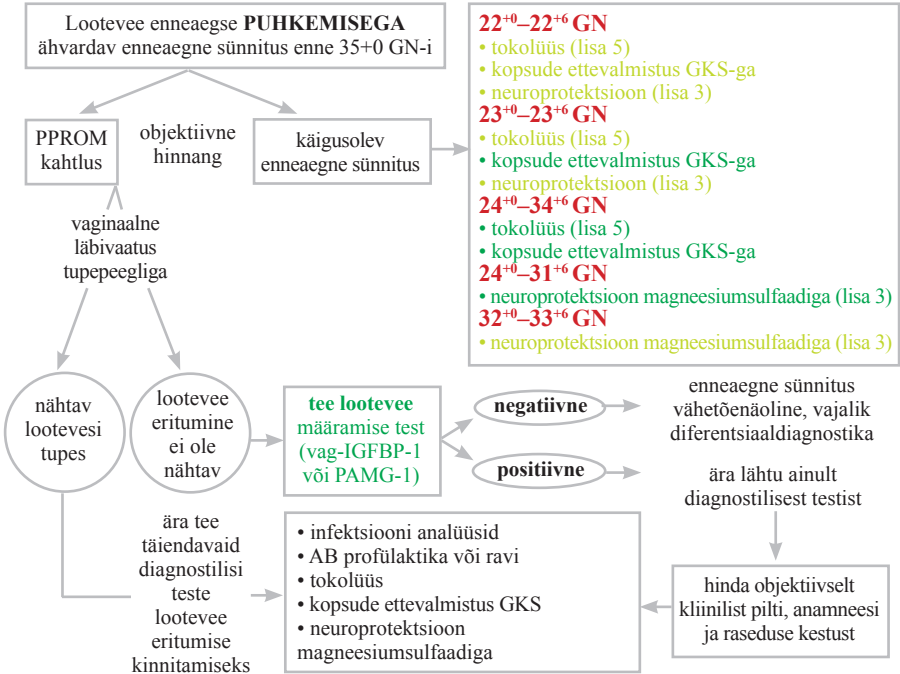 Lootevee enneaegse PUHKEMISEGA
ähvardav enneaegne sünnitus enne 35+0 GN-i
PPROM
kahtlus
objektiivne
hinnang
käigusolev
enneaegne sünnitus
22⁺⁰–22⁺⁶ GN
• tokolüüs (lisa 5)
• kopsude ettevalmistus GKS-ga
• neuroprotektsioon (lisa 3)
23⁺⁰–23⁺⁶ GN
• tokolüüs (lisa 5)
• kopsude ettevalmistus GKS-ga
• neuroprotektsioon (lisa 3)
24⁺⁰–34⁺⁶ GN
• tokolüüs (lisa 5)
• kopsude ettevalmistus GKS-ga
24⁺⁰–31⁺⁶ GN
• neuroprotektsioon magneesiumsulfaadiga (lisa 3)
32⁺⁰–33⁺⁶ GN
• neuroprotektsioon magneesiumsulfaadiga (lisa 3)
vaginaalne
läbivaatus
tupepeegliga
nähtav
lootevesi
tupes
lootevee
eritumine
ei ole
nähtav
tee lootevee
määramise test
(vag-IGFBP-1
või PAMG-1)
negatiivne
enneaegne sünnitus
vähetõenäoline, vajalik
diferentsiaaldiagnostika
positiivne
ära lähtu ainult
diagnostilisest testist
ära tee
täiendavaid
diagnostilisi
teste
lootevee
eritumise
kinnitamiseks
• infektsiooni analüüsid
• AB profülaktika või ravi
• tokolüüs
• kopsude ettevalmistus GKS
• neuroprotektsioon
magneesiumsulfaadiga
hinda objektiivselt
kliinilist pilti, anamneesi
ja raseduse kestust